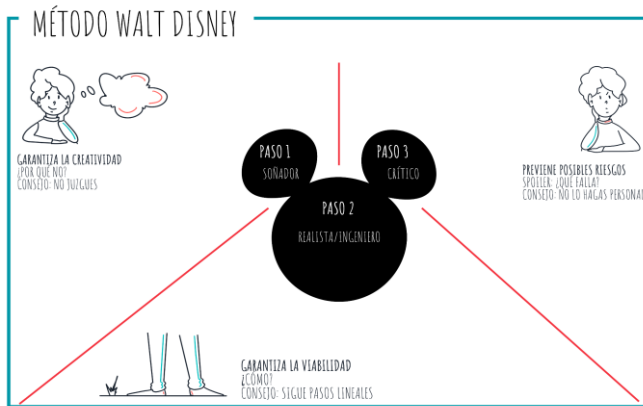 MÉTODO WALT DISNEY
GARANTIZA LA CREATIVIDAD
¿POR QUÉ NO?
CONSEJO: NO JUZGUES
PASO 1
SOÑADOR
PASO 3
CRÍTICO
PREVIENE POSIBLES RIESGOS
SPOILER: ¿QUÉ FALLA?
CONSEJO: NO LO HAGAS PERSONAL
PASO 2
REALISTA/INGENIERO
GARANTIZA LA VIABILIDAD
¿CÓMO?
CONSEJO: SIGUE PASOS LINEALES